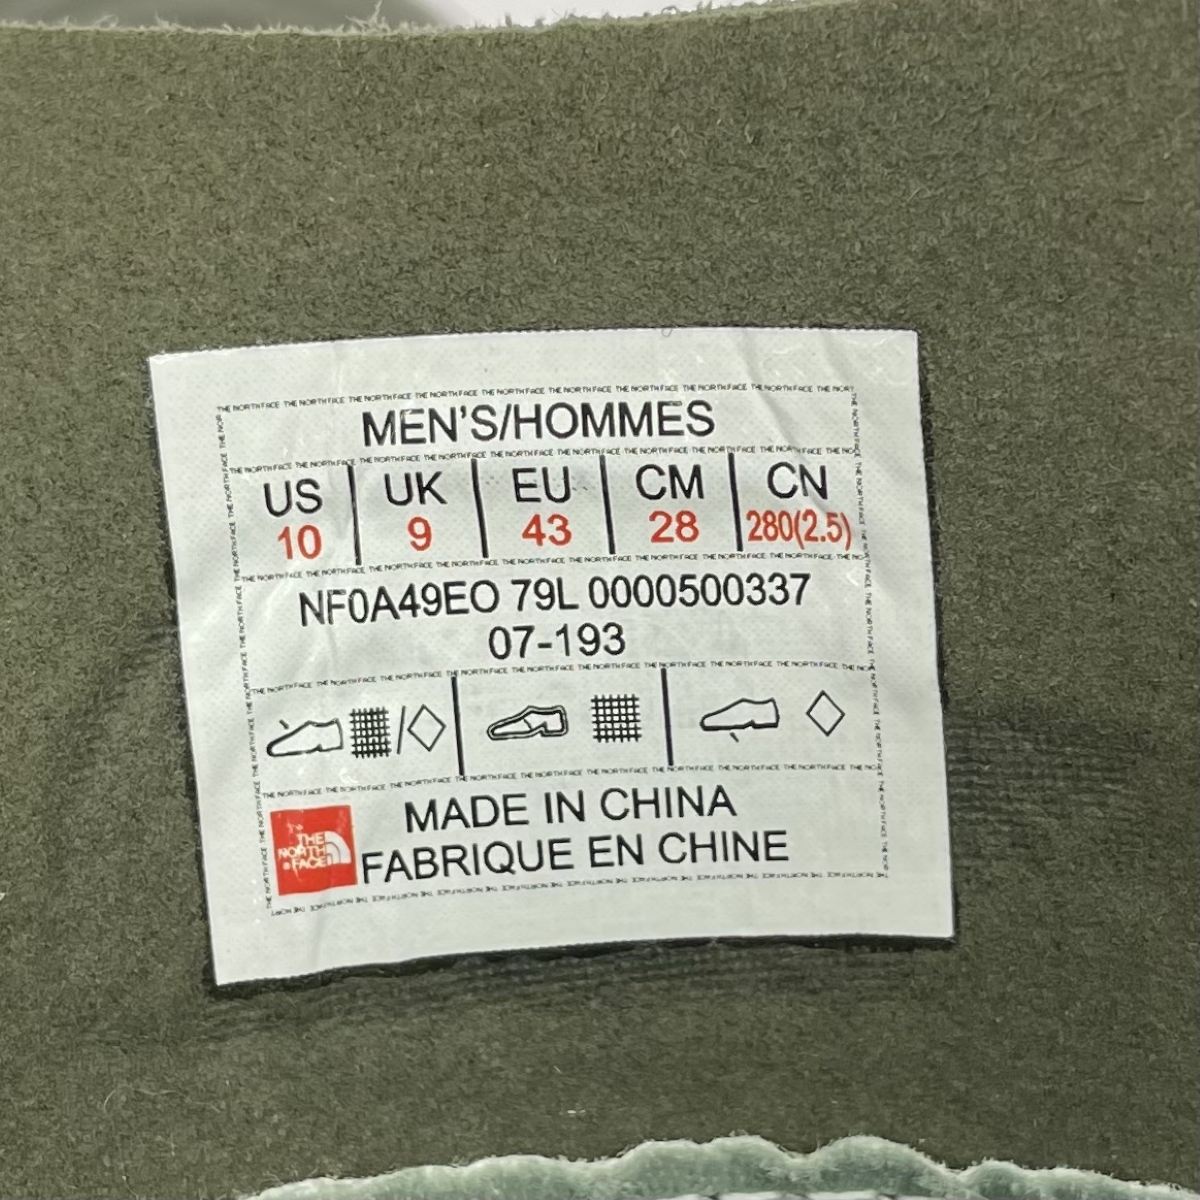 MEN'S/HOMMES
US UK EU CM CN
10 9 43 28 280(2.5)
NF0A49EO 79L 0000500337
07-193
THE
NORTH
FACE
MADE IN CHINA
FABRIQUE EN CHINE